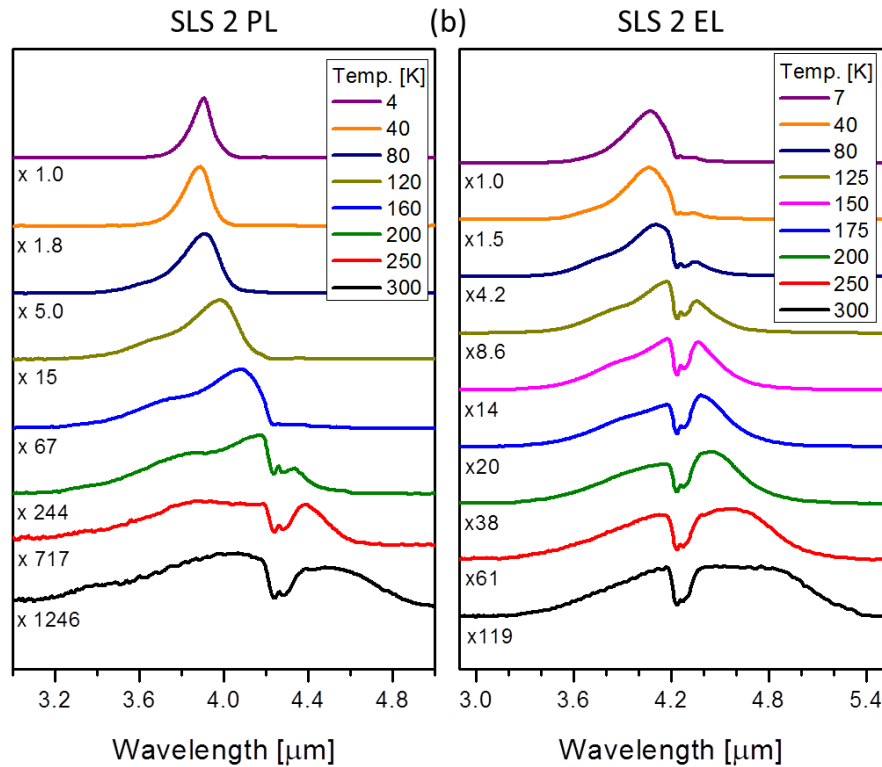 SLS 2 PL
(b)
SLS 2 EL
Temp. [K]
4
40
80
120
160
200
250
300
x 1.0
x 1.8
x 5.0
x 15
x 67
x 244
x 717
x 1246
3.2
3.6
4.0
4.4
4.8
Wavelength [μm]
Temp. [K]
7
40
80
125
150
175
200
250
300
x1.0
x1.5
x4.2
x8.6
x14
x20
x38
x61
x119
3.0
3.6
4.2
4.8
5.4
Wavelength [μm]